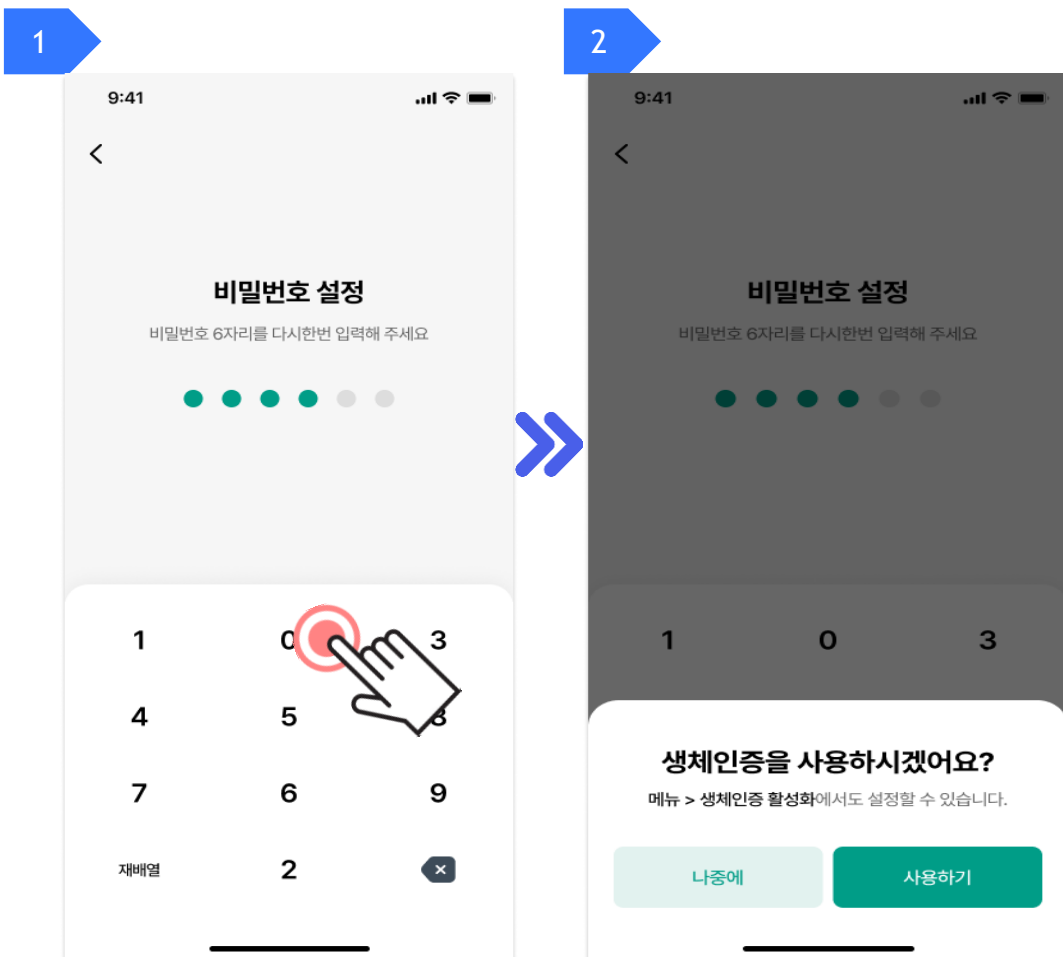 1
9:41
비밀번호 설정
비밀번호 6자리를 다시한번 입력해 주세요
1 0 3
4 5 8
7 6 9
재배열 2
2
9:41
비밀번호 설정
비밀번호 6자리를 다시한번 입력해 주세요
1 0 3
생체인증을 사용하시겠어요?
메뉴 > 생체인증 활성화에서도 설정할 수 있습니다.
나중에 사용하기